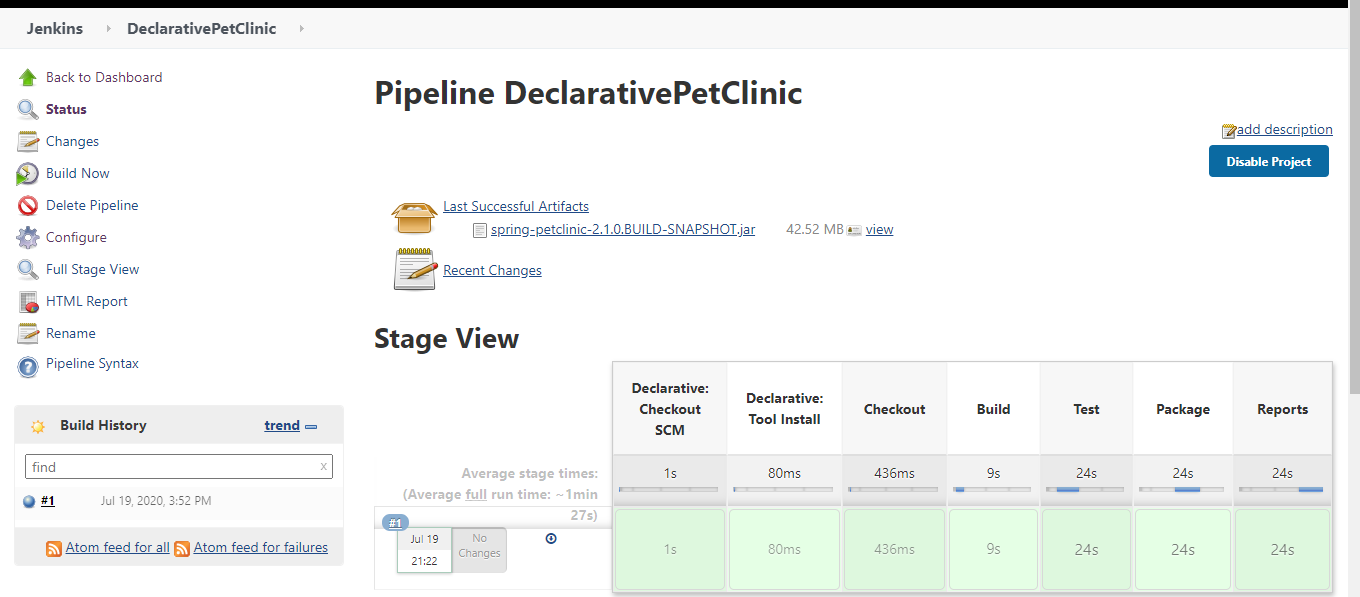 Jenkins DeclarativePetClinic
Back to Dashboard
Status
Changes
Build Now
Delete Pipeline
Configure
Full Stage View
HTML Report
Rename
Pipeline Syntax
Build History trend
find x
#1 Jul 19, 2020, 3:52 PM
Atom feed for all Atom feed for failures
Pipeline DeclarativePetClinic
add description
Disable Project
Last Successful Artifacts
spring-petclinic-2.1.0.BUILD-SNAPSHOT.jar 42.52 MB view
Recent Changes
Stage View
Declarative:
Checkout
SCM
Declarative:
Tool Install
Checkout
Build
Test
Package
Reports
Average stage times:
(Average full run time: ~1min
27s)
1s 80ms 436ms 9s 24s 24s 24s
#1
Jul 19
21:22
No
Changes
1s 80ms 436ms 9s 24s 24s 24s